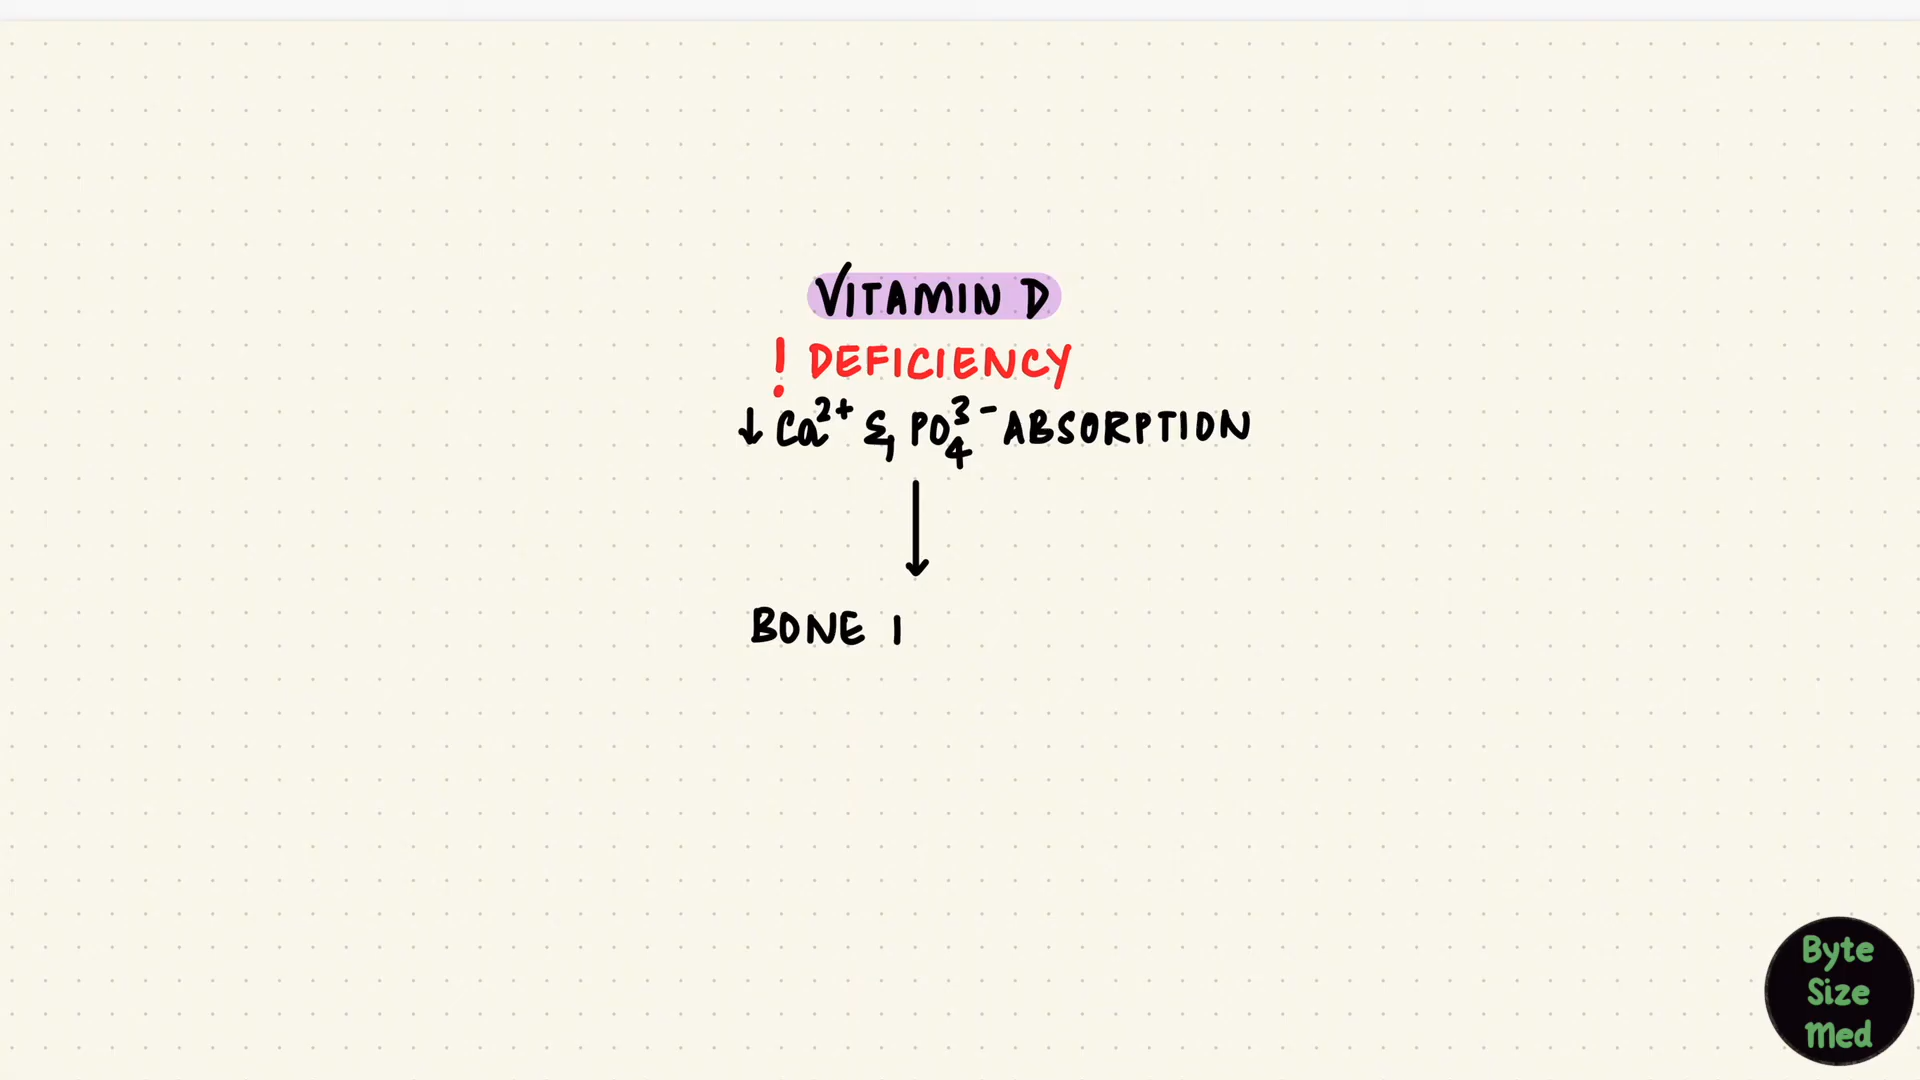 VITAMIN D
! DEFICIENCY
↓ Ca²⁺ & PO₄³⁻ ABSORPTION
BONE I
Byte
Size
Med